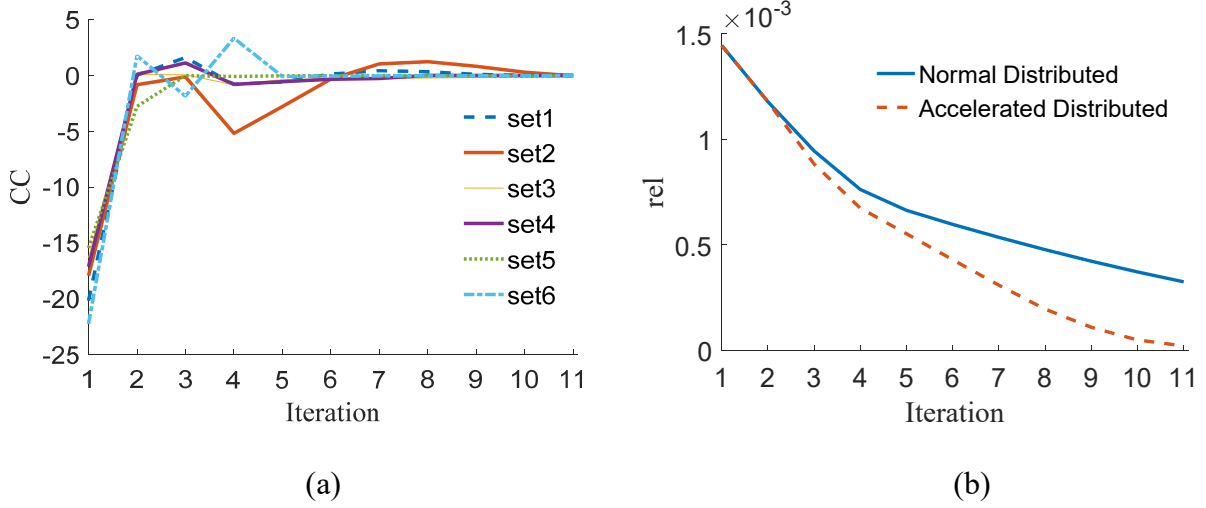 5
0
-5
-10
-15
-20
-25
CC
1 2 3 4 5 6 7 8 9 10 11
Iteration
set1
set2
set3
set4
set5
set6
(a)
×10-3
1.5
1
0.5
0
rel
1 2 3 4 5 6 7 8 9 10 11
Iteration
Normal Distributed
Accelerated Distributed
(b)